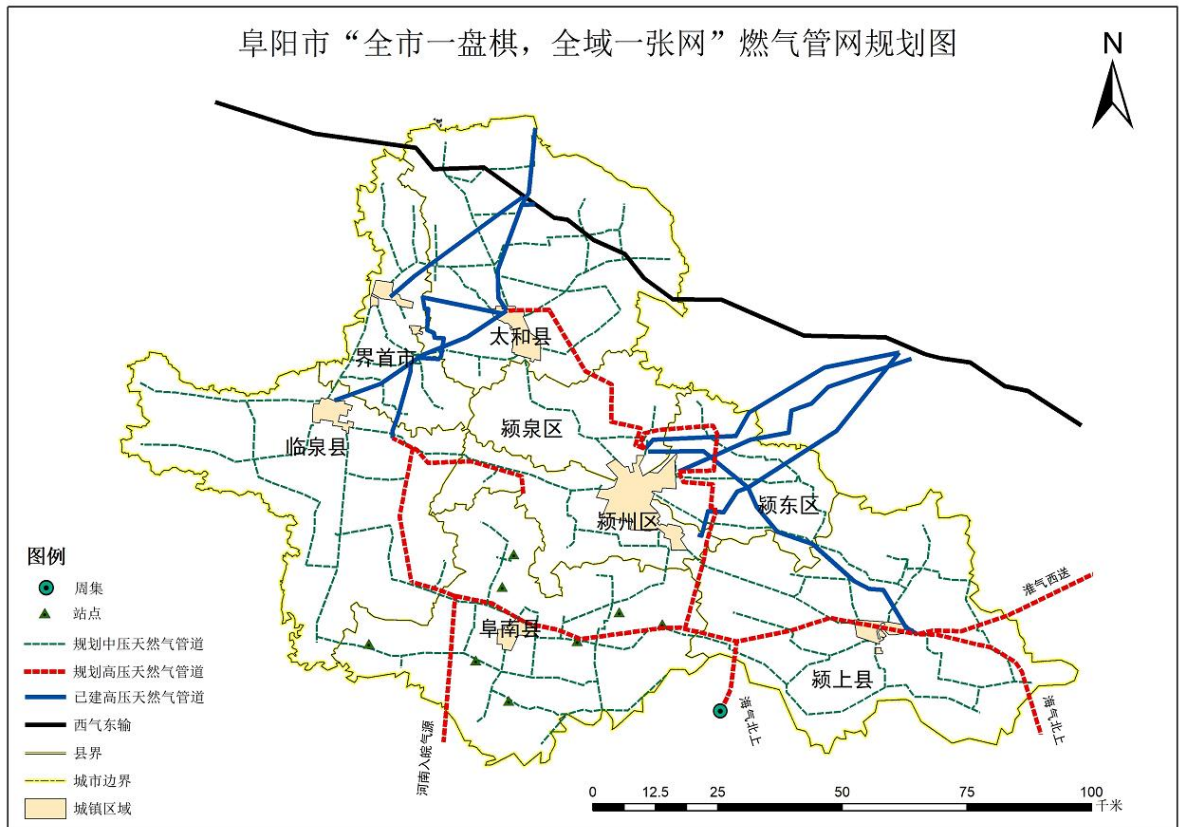 阜阳市“全市一盘棋，全域一张网”燃气管网规划图
N
太和县
界首市
颍泉区
临泉县
颍州区
颍东区
淮气西送
阜南县
颍上县
海气北上
海气北上
河南入皖气源
图例
周集
站点
规划中压天然气管道
规划高压天然气管道
已建高压天然气管道
西气东输
县界
城市边界
城镇区域
0 12.5 25 50 75 100
千米